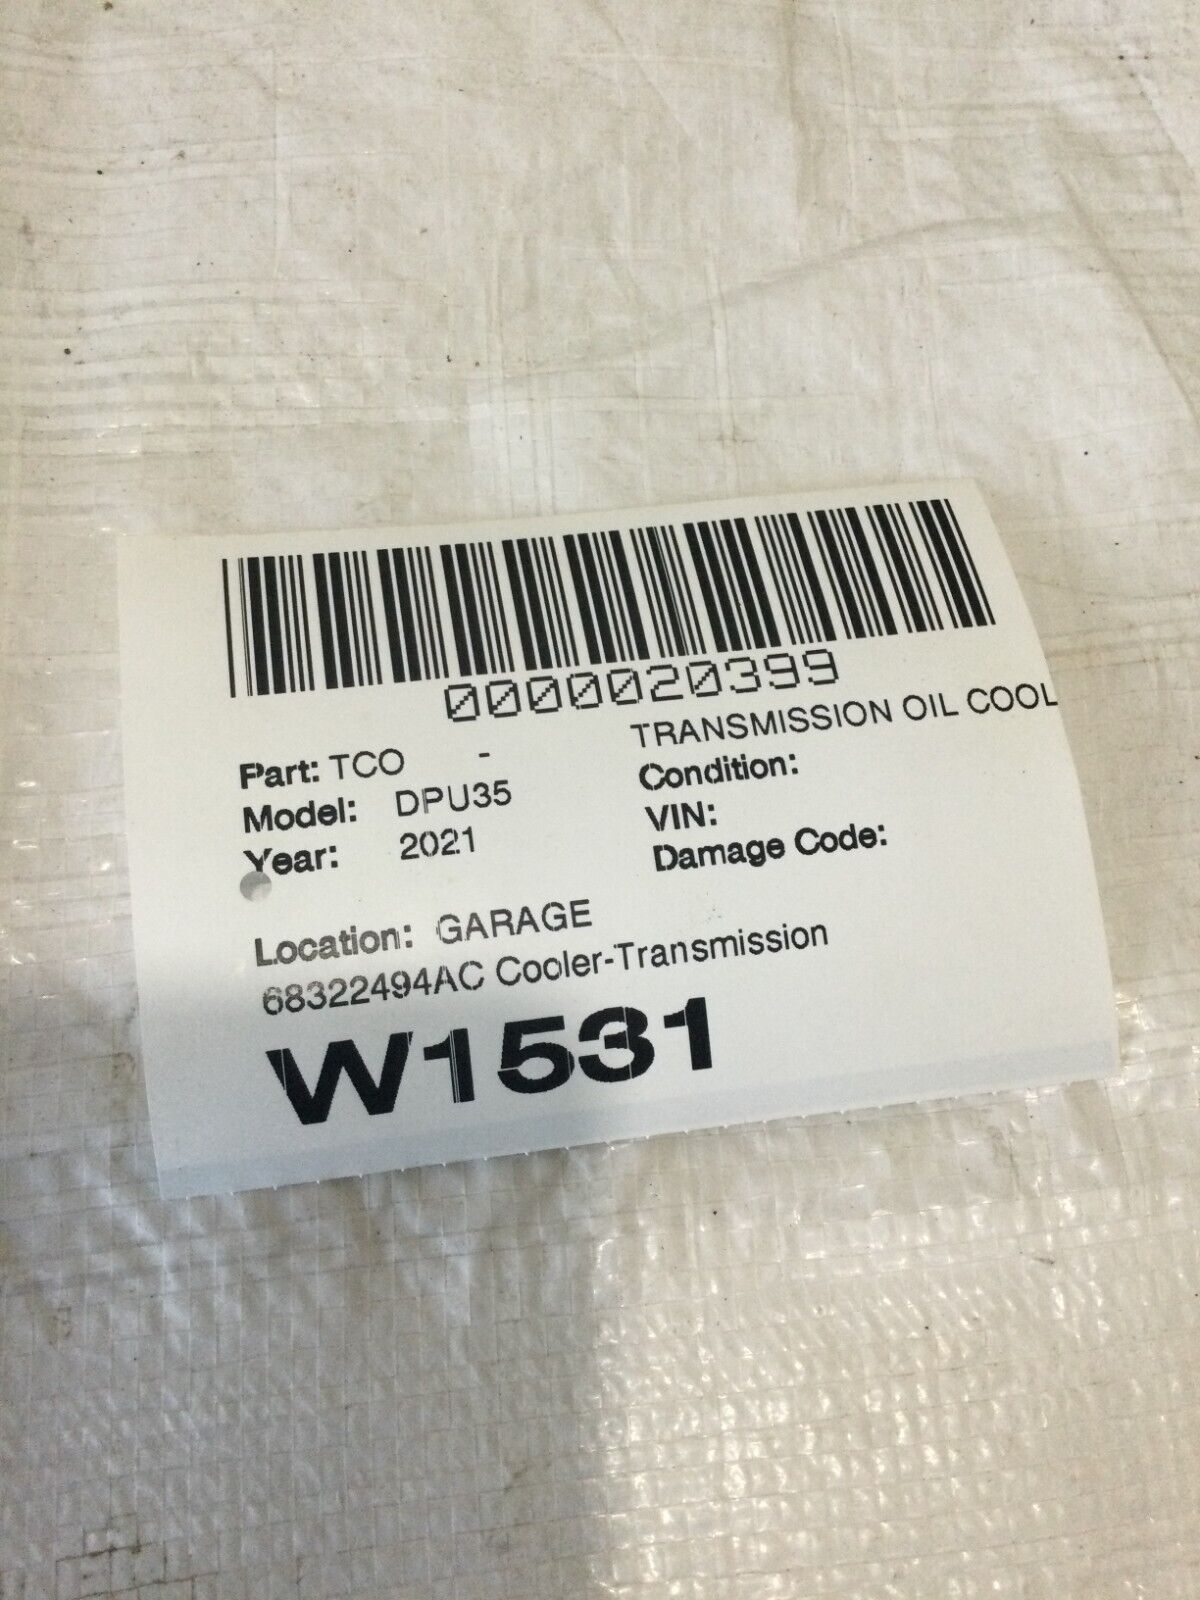 0000020399
Part: TCO - TRANSMISSION OIL COOL
Model: DPU35 Condition:
Year: 2021 VIN:
Damage Code:
Location: GARAGE
68322494AC Cooler-Transmission
W1531